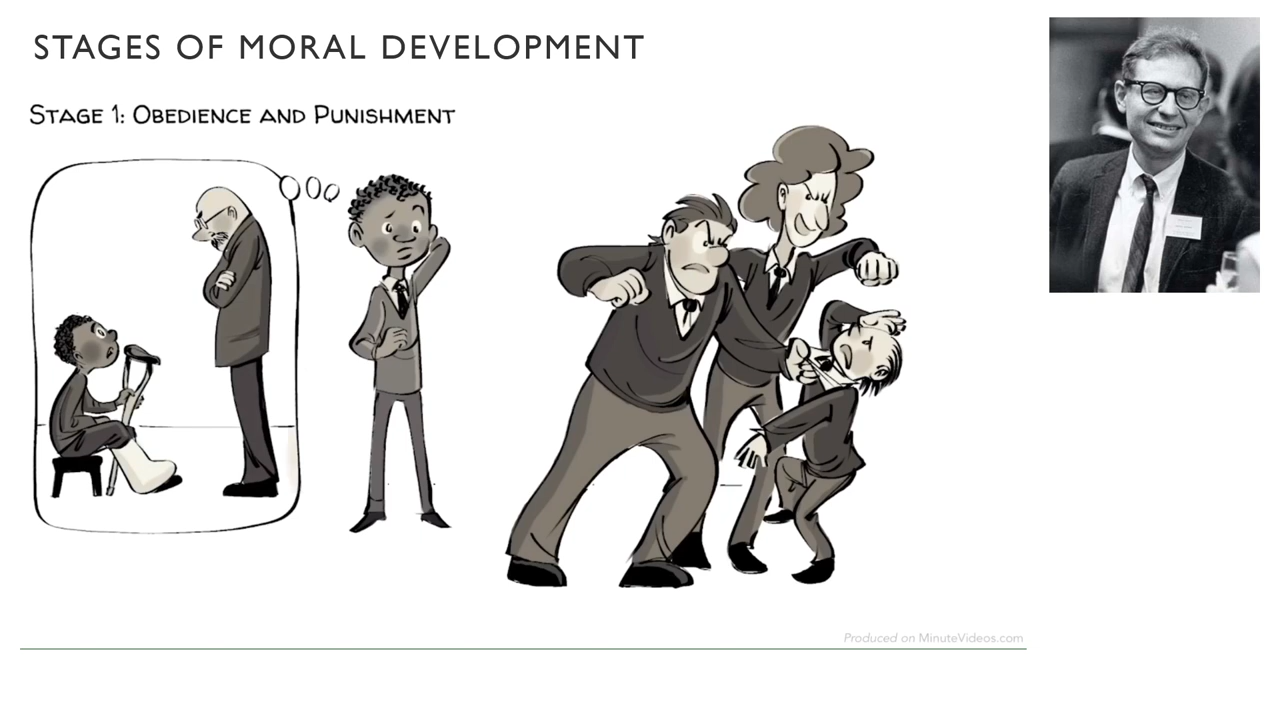 STAGES OF MORAL DEVELOPMENT
STAGE 1: OBEDIENCE AND PUNISHMENT
Produced on MinuteVideos.com